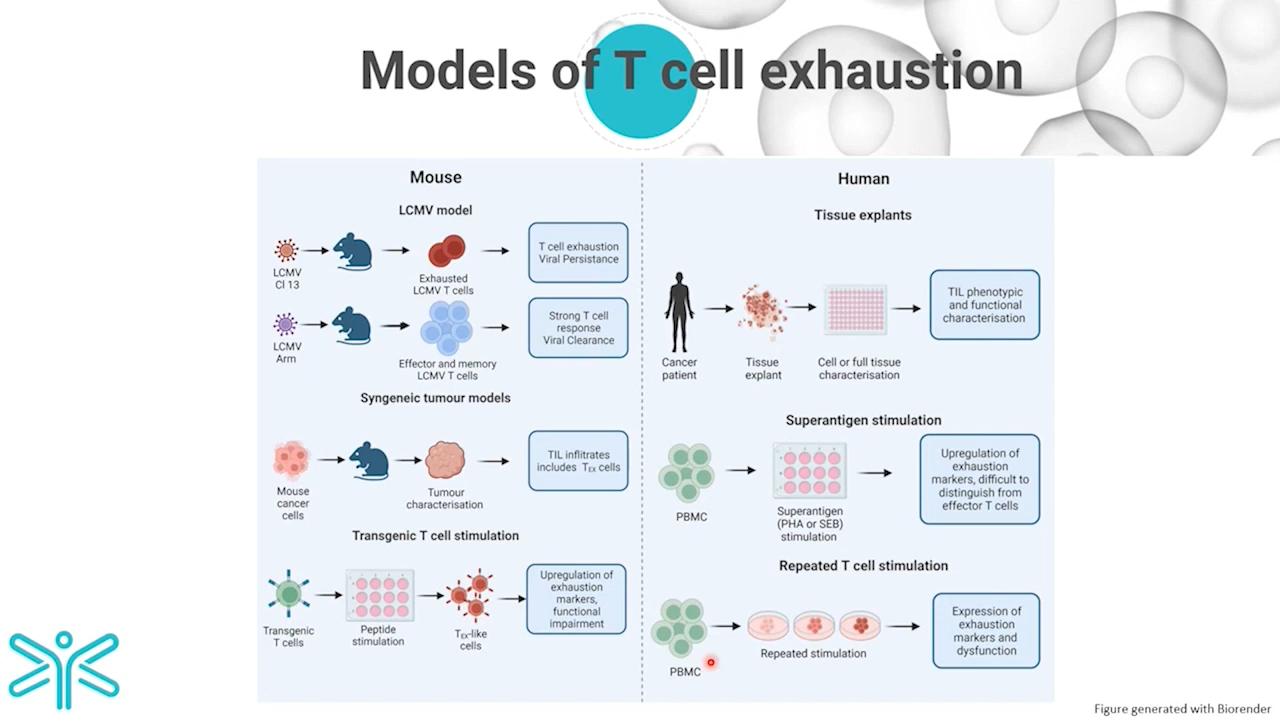 Models of T cell exhaustion
Mouse
LCMV model
LCMV
Cl 13
Exhausted
LCMV T cells
T cell exhaustion
Viral Persistance
LCMV
Arm
Effector and memory
LCMV T cells
Strong T cell
response
Viral Clearance
Syngeneic tumour models
Mouse
cancer
cells
Tumour
characterisation
TIL inflitrates
includes TEX cells
Transgenic T cell stimulation
Transgenic
T cells
Peptide
stimulation
TEX-like
cells
Upregulation of
exhaustion
markers,
functional
impairment
Human
Tissue explants
Cancer
patient
Tissue
explant
Cell or full tissue
characterisation
TIL phenotypic
and functional
characterisation
Superantigen stimulation
PBMC
Superantigen
(PHA or SEB)
stimulation
Upregulation of
exhaustion
markers, difficult to
distinguish from
effector T cells
Repeated T cell stimulation
PBMC
Repeated stimulation
Expression of
exhaustion
markers and
dysfunction
Figure generated with Biorender